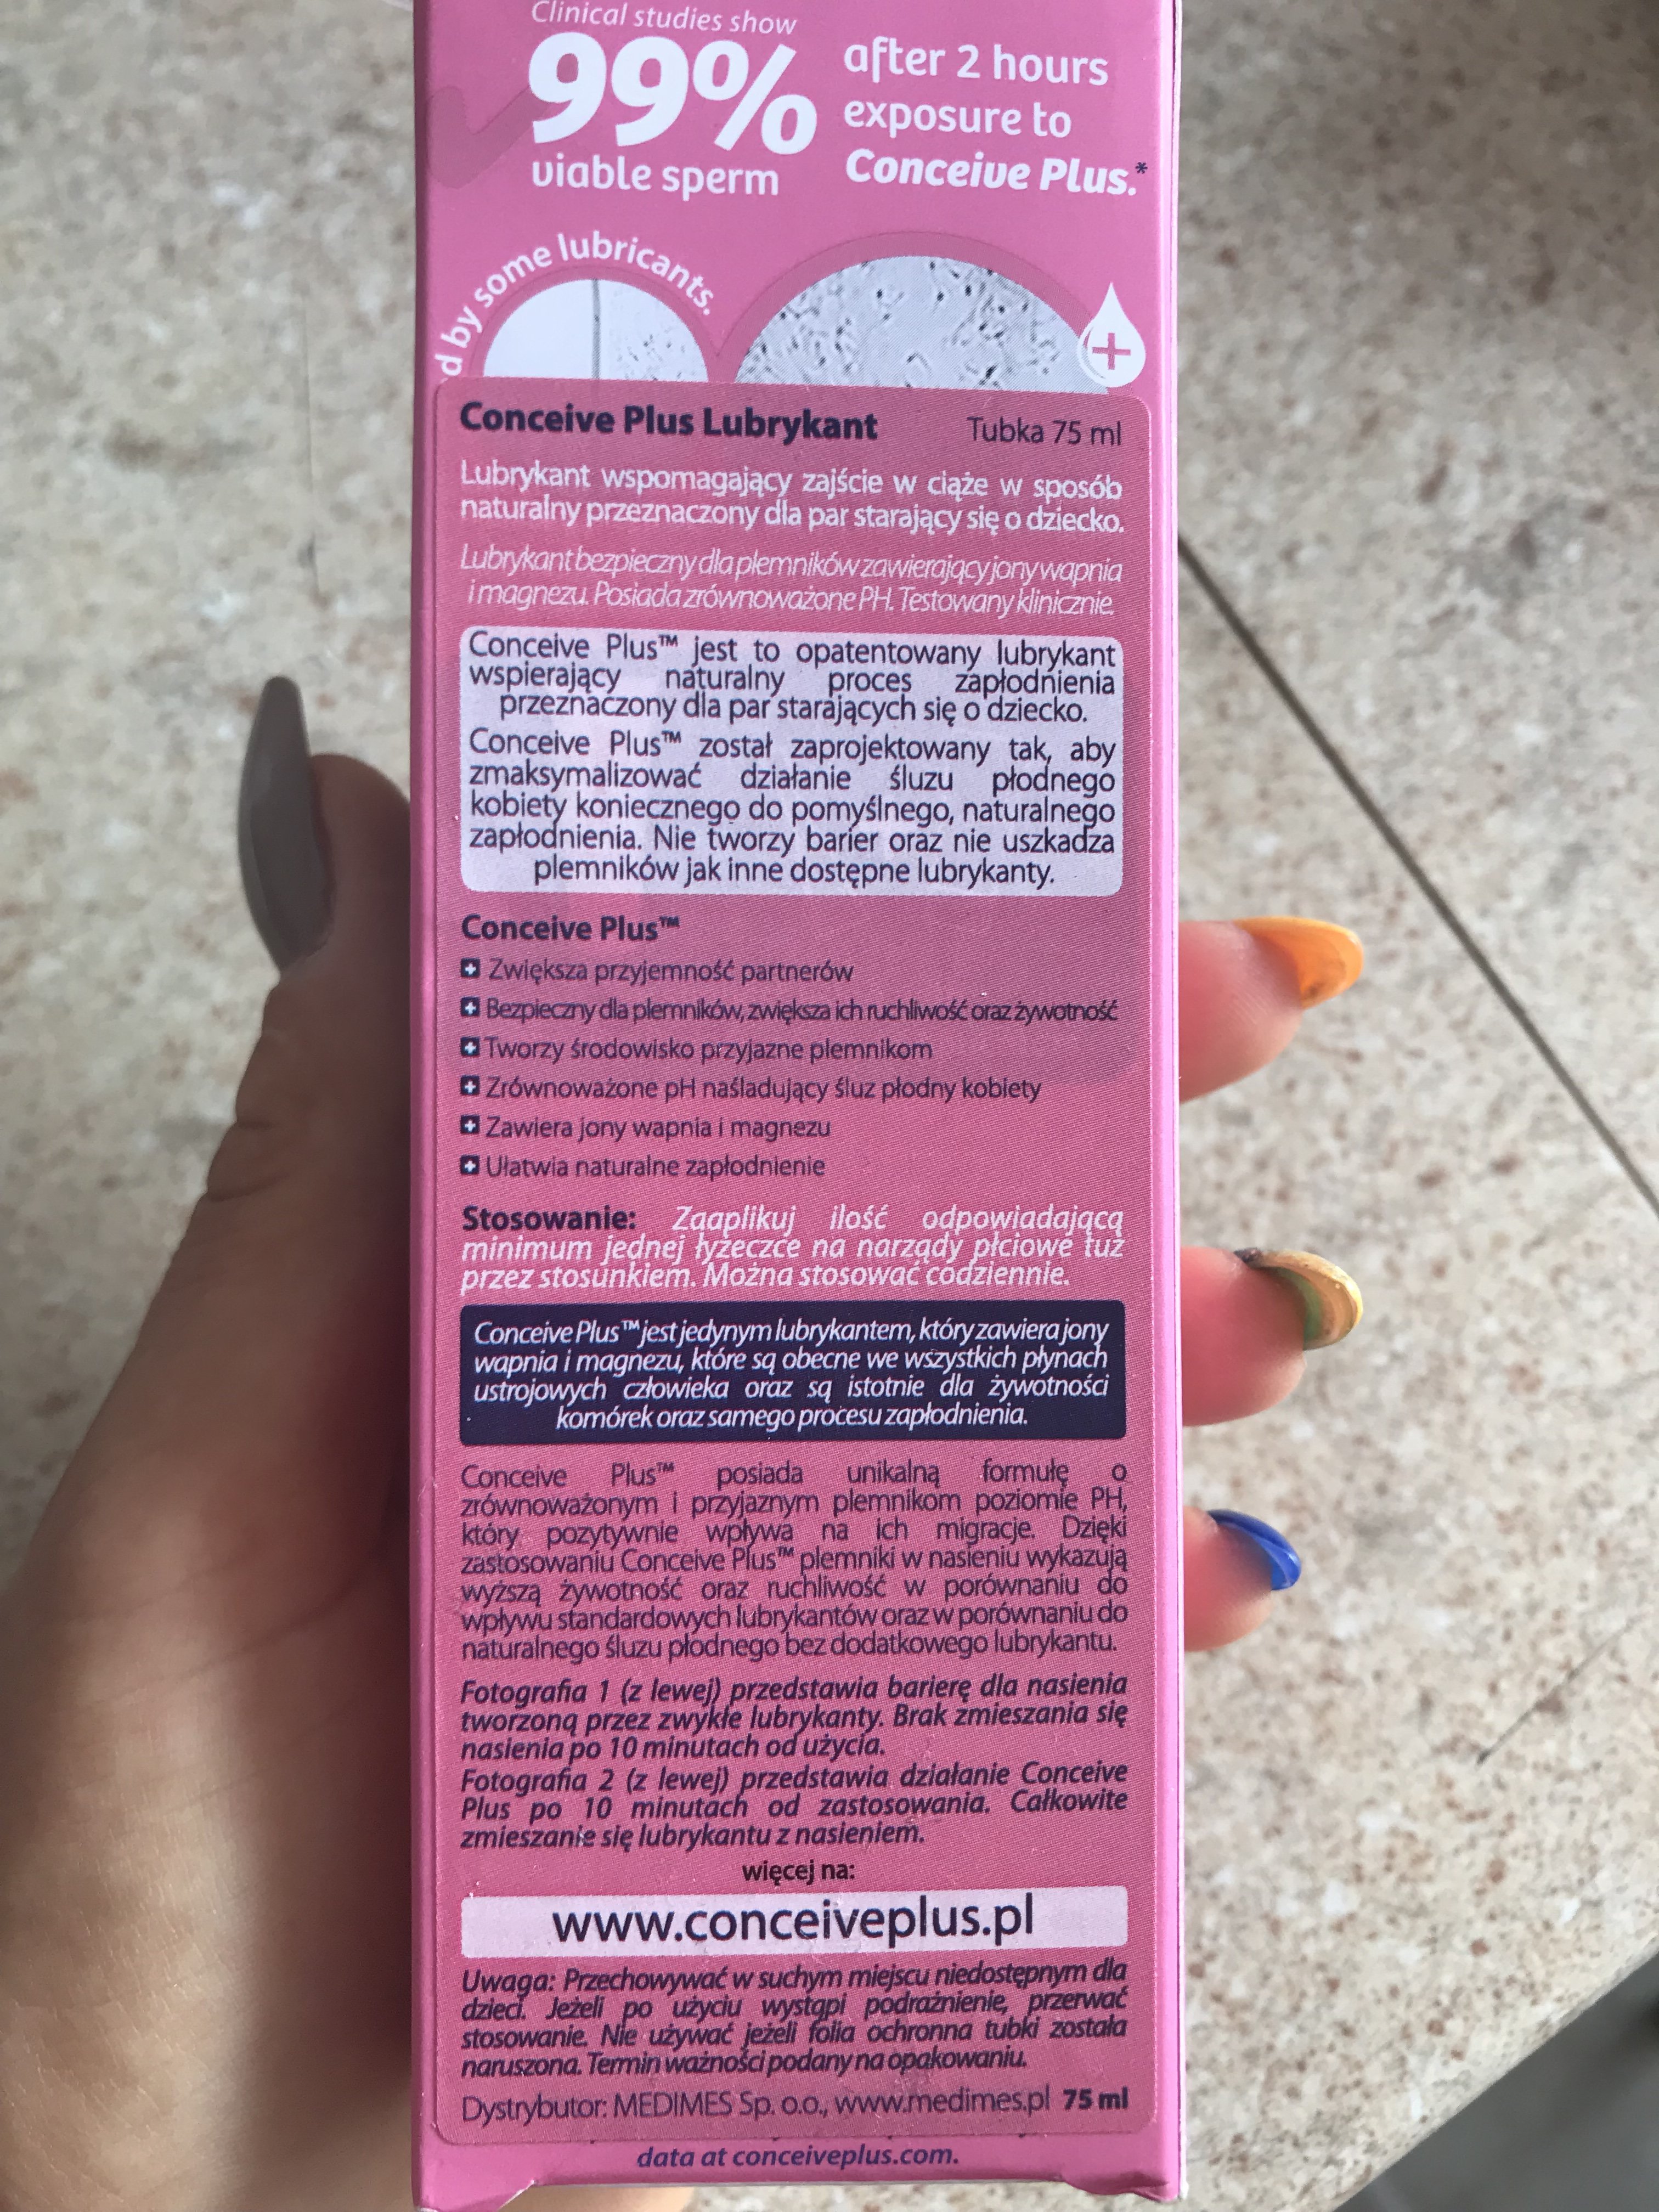 Clinical studies show
99%
viable sperm
after 2 hours
exposure to
Conceive Plus.*
d by some lubricants.
Conceive Plus Lubrykant Tubka 75 ml
Lubrykant wspomagający zajście w ciąże w sposób
naturalny przeznaczony dla par starający się o dziecko.
Lubrykant bezpieczny dla plemników zawierający jony wapnia
i magnezu. Posiada zrównoważone PH. Testowany klinicznie.
Conceive Plus™ jest to opatentowany lubrykant
wspierający naturalny proces zapłodnienia
przeznaczony dla par starających się o dziecko.
Conceive Plus™ został zaprojektowany tak, aby
zmaksymalizować działanie śluzu płodnego
kobiety koniecznego do pomyślnego, naturalnego
zapłodnienia. Nie tworzy barier oraz nie uszkadza
plemników jak inne dostępne lubrykanty.
Conceive Plus™
Zwiększa przyjemność partnerów
Bezpieczny dla plemników, zwiększa ich ruchliwość oraz żywotność
Tworzy środowisko przyjazne plemnikom
Zrównoważone pH naśladujący śluz płodny kobiety
Zawiera jony wapnia i magnezu
Ułatwia naturalne zapłodnienie
Stosowanie: Zaaplikuj ilość odpowiadającą
minimum jednej łyżeczce na narządy płciowe tuż
przez stosunkiem. Można stosować codziennie.
Conceive Plus™ jest jedynym lubrykantem, który zawiera jony
wapnia i magnezu, które są obecne we wszystkich płynach
ustrojowych człowieka oraz są istotnie dla żywotności
komórek oraz samego procesu zapłodnienia.
Conceive Plus™ posiada unikalną formułę o
zrównoważonym i przyjaznym plemnikom poziomie PH,
który pozytywnie wpływa na ich migracje. Dzięki
zastosowaniu Conceive Plus™ plemniki w nasieniu wykazują
wyższą żywotność oraz ruchliwość w porównaniu do
wpływu standardowych lubrykantów oraz w porównaniu do
naturalnego śluzu płodnego bez dodatkowego lubrykantu.
Fotografia 1 (z lewej) przedstawia barierę dla nasienia
tworzoną przez zwykłe lubrykanty. Brak zmieszania się
nasienia po 10 minutach od użycia.
Fotografia 2 (z lewej) przedstawia działanie Conceive
Plus po 10 minutach od zastosowania. Całkowite
zmieszanie się lubrykantu z nasieniem.
więcej na:
www.conceiveplus.pl
Uwaga: Przechowywać w suchym miejscu niedostępnym dla
dzieci. Jeżeli po użyciu wystąpi podrażnienie, przerwać
stosowanie. Nie używać jeżeli folia ochronna tubki została
naruszona. Termin ważności podany na opakowaniu.
Dystrybutor: MEDIMES Sp. o.o., www.medimes.pl 75 ml
data at conceiveplus.com.